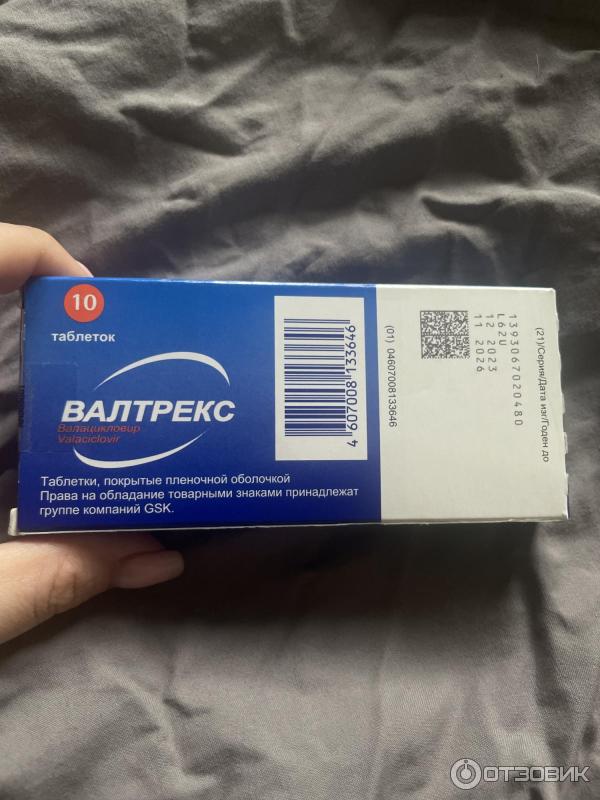 10
таблеток
ВАЛТРЕКС
Валацикловир
Valaciclovir
Таблетки, покрытые пленочной оболочкой
Права на обладание товарными знаками принадлежат
группе компаний GSK.
4 607008 133646
(01) 04607008133646
1393067020480
L62U
12 2023
11 2026
(21)/Серия/Дата изг/Годен до
ОТЗОВИК